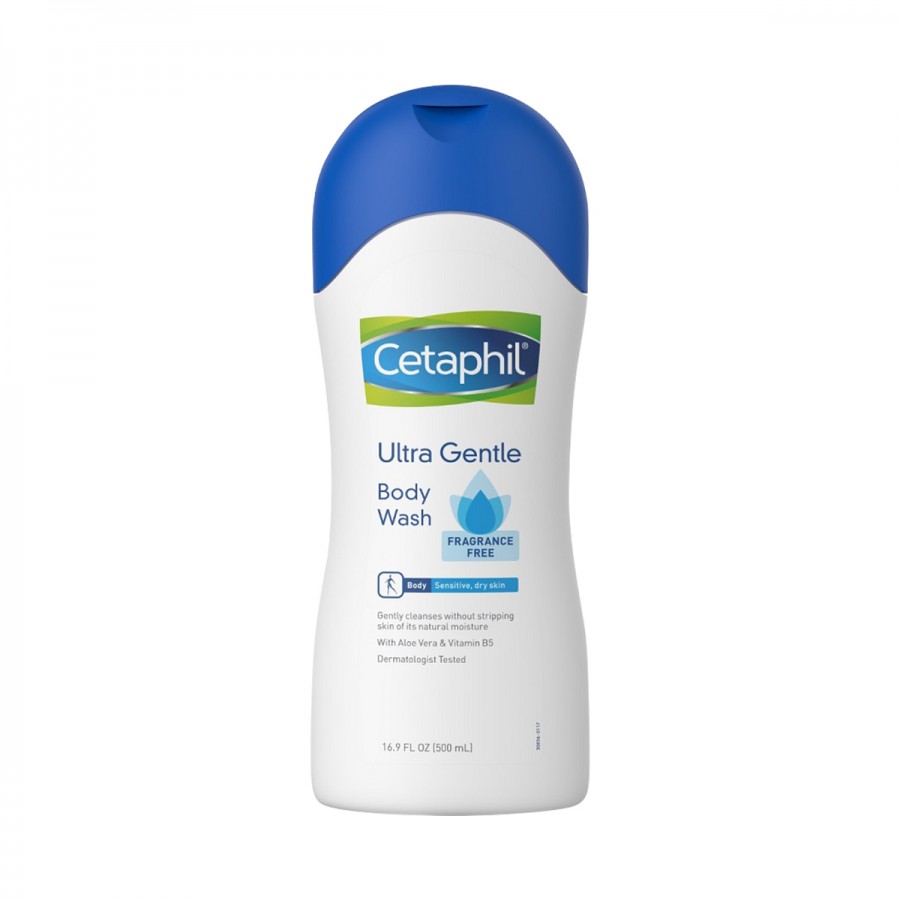 Cetaphil®
Ultra Gentle
Body
Wash
FRAGRANCE
FREE
Body Sensitive, dry skin
Gently cleanses without stripping
skin of its natural moisture
With Aloe Vera & Vitamin B5
Dermatologist Tested
16.9 FL OZ (500 mL)